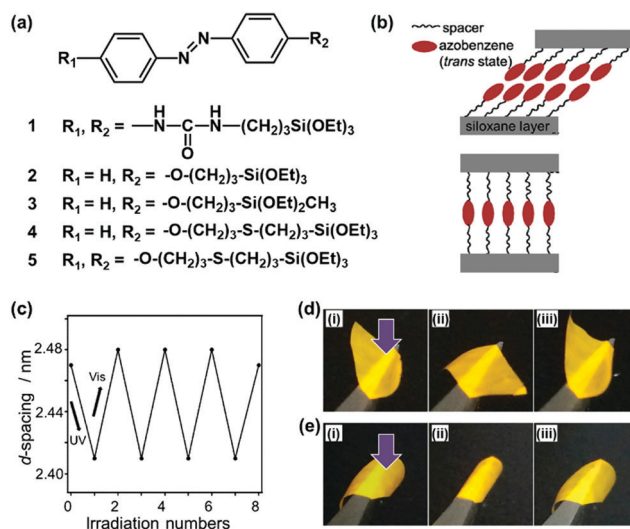 (a)
R₁
N
N
R₂
1 R₁, R₂ = –N–C–N–(CH₂)₃Si(OEt)₃
H H
O
2 R₁ = H, R₂ = -O-(CH₂)₃-Si(OEt)₃
3 R₁ = H, R₂ = -O-(CH₂)₃-Si(OEt)₂CH₃
4 R₁ = H, R₂ = -O-(CH₂)₃-S-(CH₂)₃-Si(OEt)₃
5 R₁, R₂ = -O-(CH₂)₃-S-(CH₂)₃-Si(OEt)₃
(b)
spacer
azobenzene
(trans state)
siloxane layer
(c)
d-spacing / nm
2.48
2.44
2.40
UV
Vis
0 2 4 6 8
Irradiation numbers
(d)
(i) (ii) (iii)
(e)
(i) (ii) (iii)